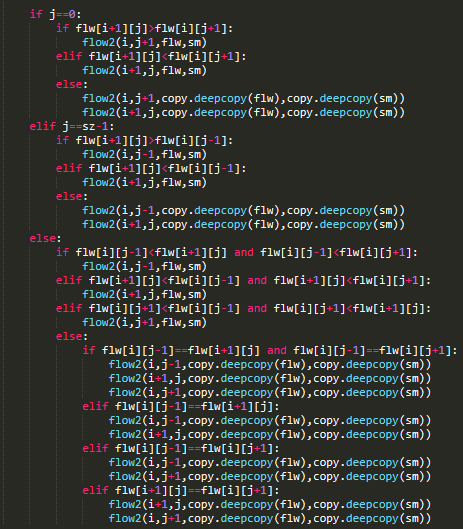 if j==0:
    if flw[i+1][j]>flw[i][j+1]:
        flow2(i,j+1,flw,sm)
    elif flw[i+1][j]<flw[i][j+1]:
        flow2(i+1,j,flw,sm)
    else:
        flow2(i,j+1,copy.deepcopy(flw),copy.deepcopy(sm))
        flow2(i+1,j,copy.deepcopy(flw),copy.deepcopy(sm))
elif j==sz-1:
    if flw[i+1][j]>flw[i][j-1]:
        flow2(i,j-1,flw,sm)
    elif flw[i+1][j]<flw[i][j-1]:
        flow2(i+1,j,flw,sm)
    else:
        flow2(i,j-1,copy.deepcopy(flw),copy.deepcopy(sm))
        flow2(i+1,j,copy.deepcopy(flw),copy.deepcopy(sm))
else:
    if flw[i][j-1]<flw[i+1][j] and flw[i][j-1]<flw[i][j+1]:
        flow2(i,j-1,flw,sm)
    elif flw[i+1][j]<flw[i][j-1] and flw[i+1][j]<flw[i][j+1]:
        flow2(i+1,j,flw,sm)
    elif flw[i][j+1]<flw[i][j-1] and flw[i][j+1]<flw[i+1][j]:
        flow2(i+1,j,flw,sm)
    else:
        if flw[i][j-1]==flw[i+1][j] and flw[i][j-1]==flw[i][j+1]:
            flow2(i,j-1,copy.deepcopy(flw),copy.deepcopy(sm))
            flow2(i+1,j,copy.deepcopy(flw),copy.deepcopy(sm))
            flow2(i,j+1,copy.deepcopy(flw),copy.deepcopy(sm))
        elif flw[i][j-1]==flw[i+1][j]:
            flow2(i,j-1,copy.deepcopy(flw),copy.deepcopy(sm))
            flow2(i+1,j,copy.deepcopy(flw),copy.deepcopy(sm))
        elif flw[i][j-1]==flw[i][j+1]:
            flow2(i,j-1,copy.deepcopy(flw),copy.deepcopy(sm))
            flow2(i,j+1,copy.deepcopy(flw),copy.deepcopy(sm))
        elif flw[i+1][j]==flw[i][j+1]:
            flow2(i+1,j,copy.deepcopy(flw),copy.deepcopy(sm))
            flow2(i,j+1,copy.deepcopy(flw),copy.deepcopy(sm))